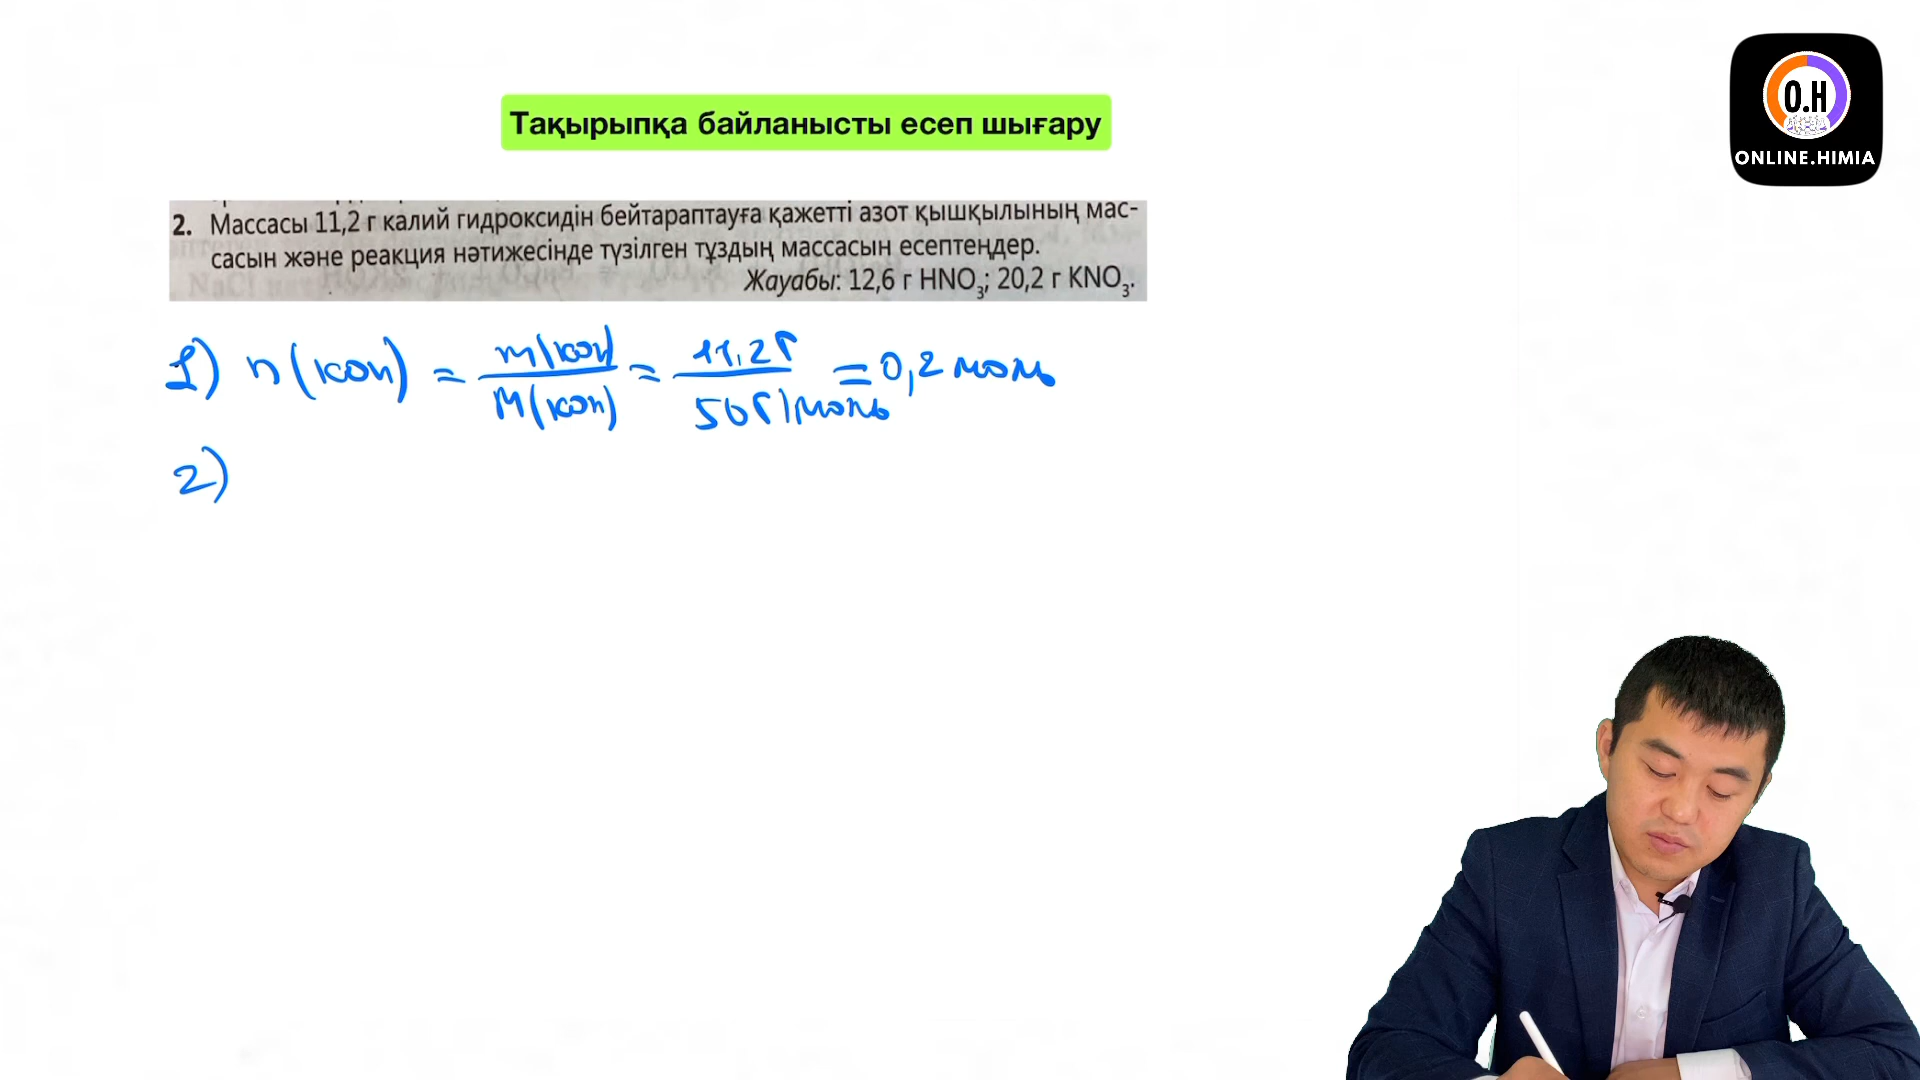 O.H
ONLINE.HIMIA
Тақырыпқа байланысты есеп шығару
2. Массасы 11,2 г калий гидроксидін бейтараптауға қажетті азот қышқылының мас-
сасын және реакция нәтижесінде түзілген тұздың массасын есептеңдер.
Жауабы: 12,6 г HNO₃; 20,2 г KNO₃.
1) n(KOH) = m(KOH)/M(KOH) = 11,2г/56г/моль = 0,2 моль
2)